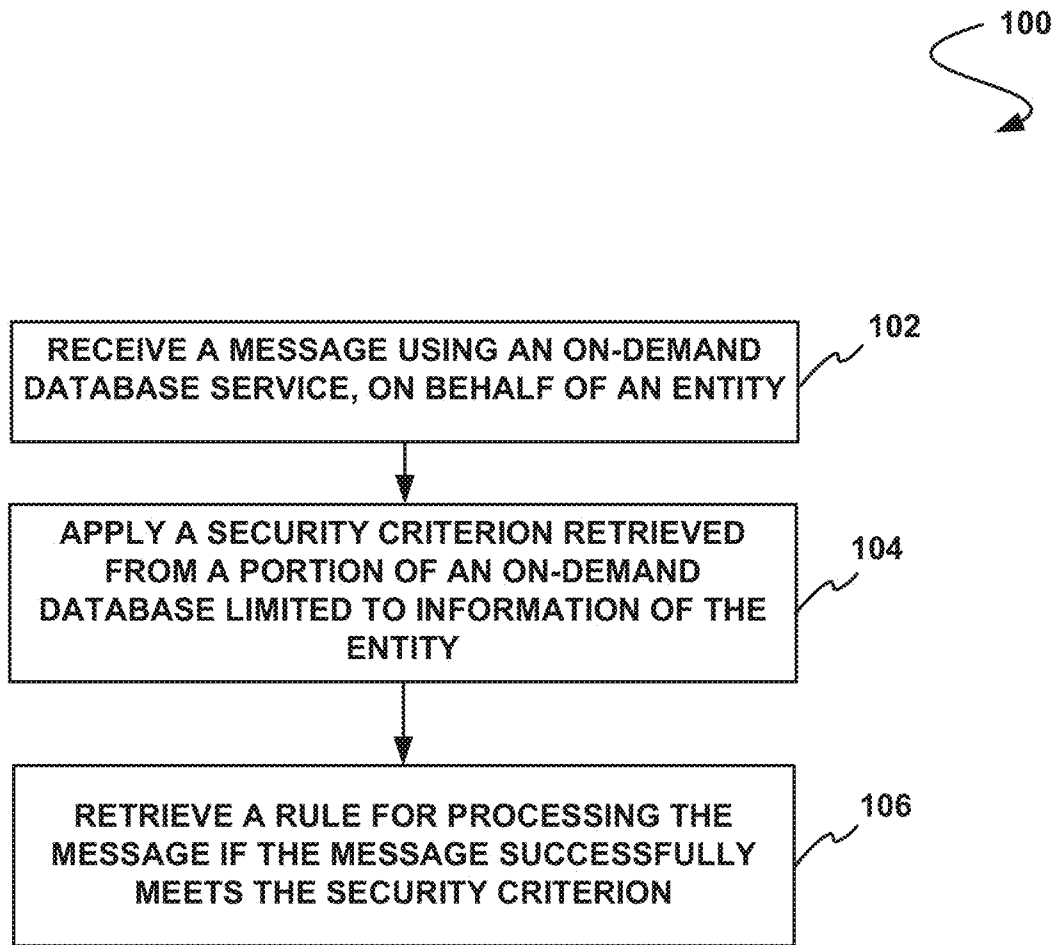 100
RECEIVE A MESSAGE USING AN ON-DEMAND
DATABASE SERVICE, ON BEHALF OF AN ENTITY
102
APPLY A SECURITY CRITERION RETRIEVED
FROM A PORTION OF AN ON-DEMAND
DATABASE LIMITED TO INFORMATION OF THE
ENTITY
104
RETRIEVE A RULE FOR PROCESSING THE
MESSAGE IF THE MESSAGE SUCCESSFULLY
MEETS THE SECURITY CRITERION
106